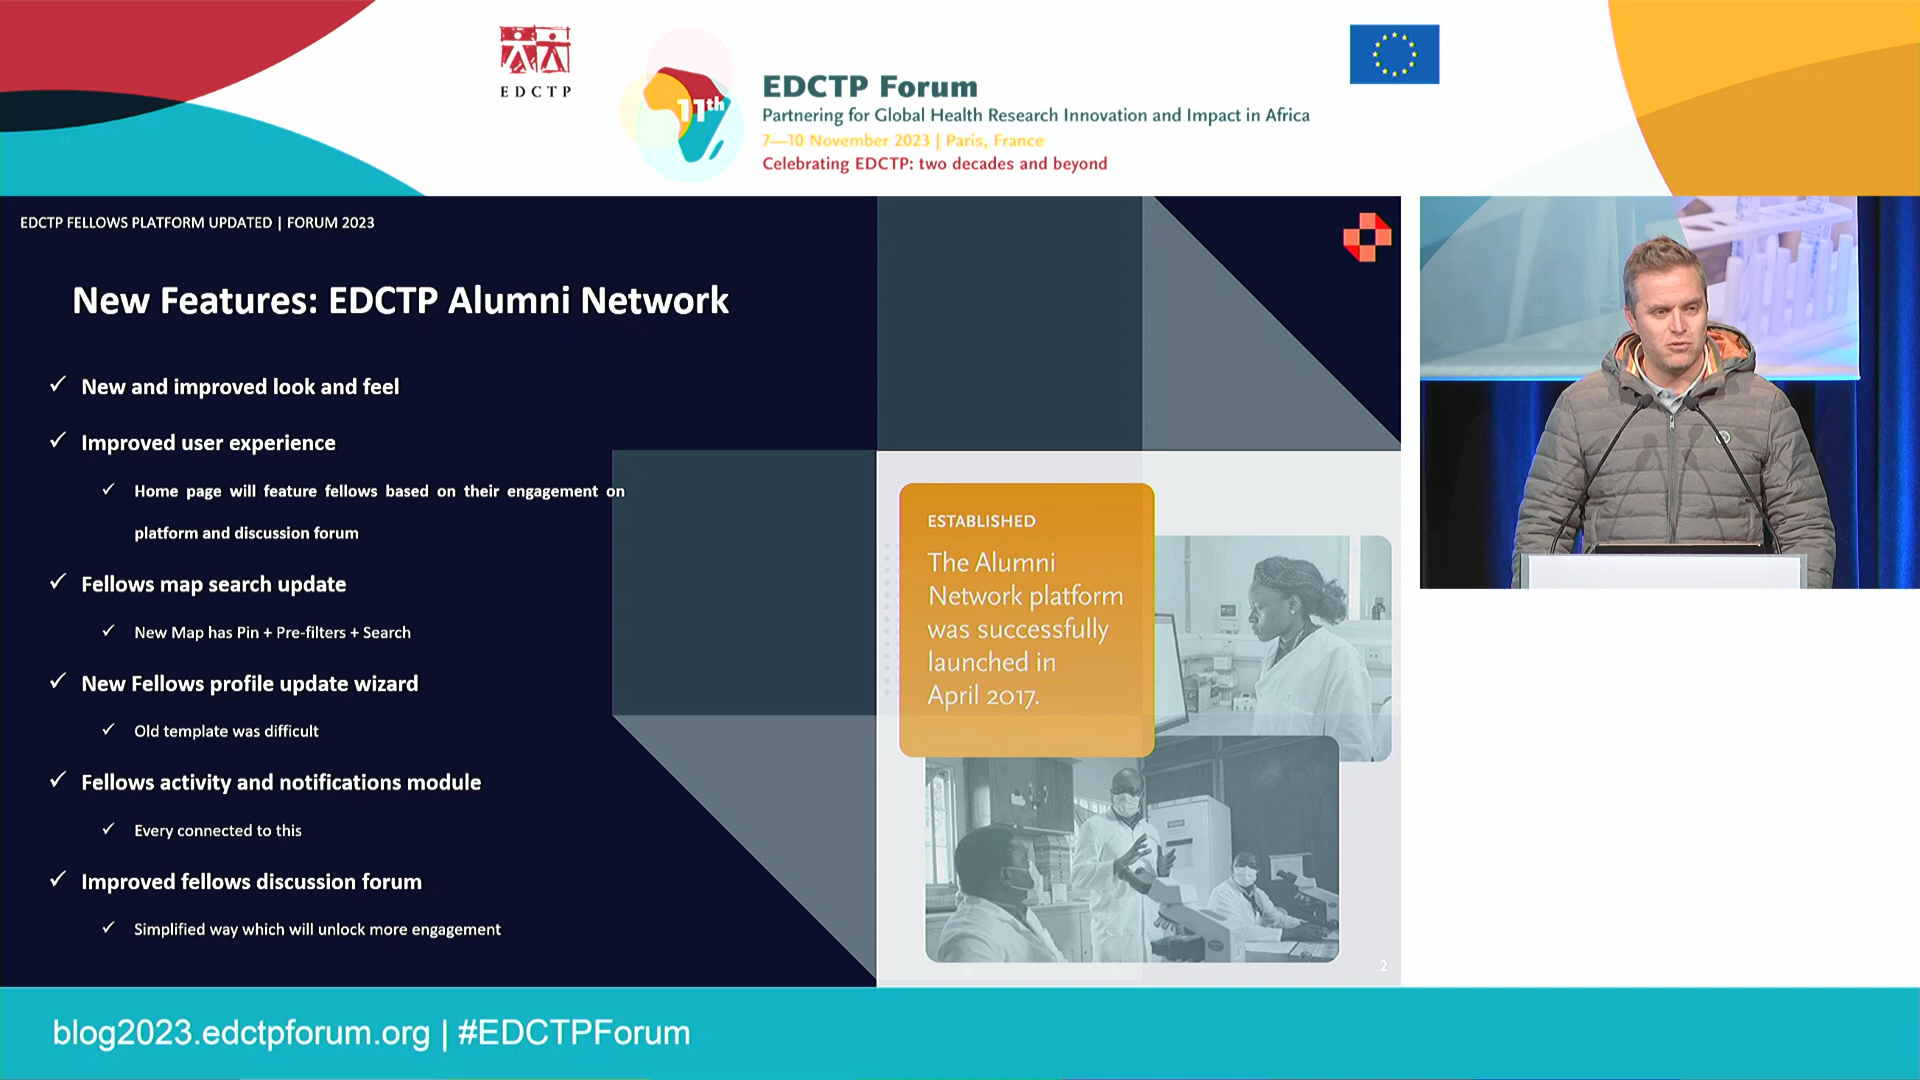 EDCTP
11th
EDCTP Forum
Partnering for Global Health Research Innovation and Impact in Africa
7—10 November 2023 | Paris, France
Celebrating EDCTP: two decades and beyond
EDCTP FELLOWS PLATFORM UPDATED | FORUM 2023
New Features: EDCTP Alumni Network
✓ New and improved look and feel
✓ Improved user experience
✓ Home page will feature fellows based on their engagement on
platform and discussion forum
✓ Fellows map search update
✓ New Map has Pin + Pre-filters + Search
✓ New Fellows profile update wizard
✓ Old template was difficult
✓ Fellows activity and notifications module
✓ Every connected to this
✓ Improved fellows discussion forum
✓ Simplified way which will unlock more engagement
ESTABLISHED
The Alumni
Network platform
was successfully
launched in
April 2017.
2
blog2023.edctpforum.org | #EDCTPForum